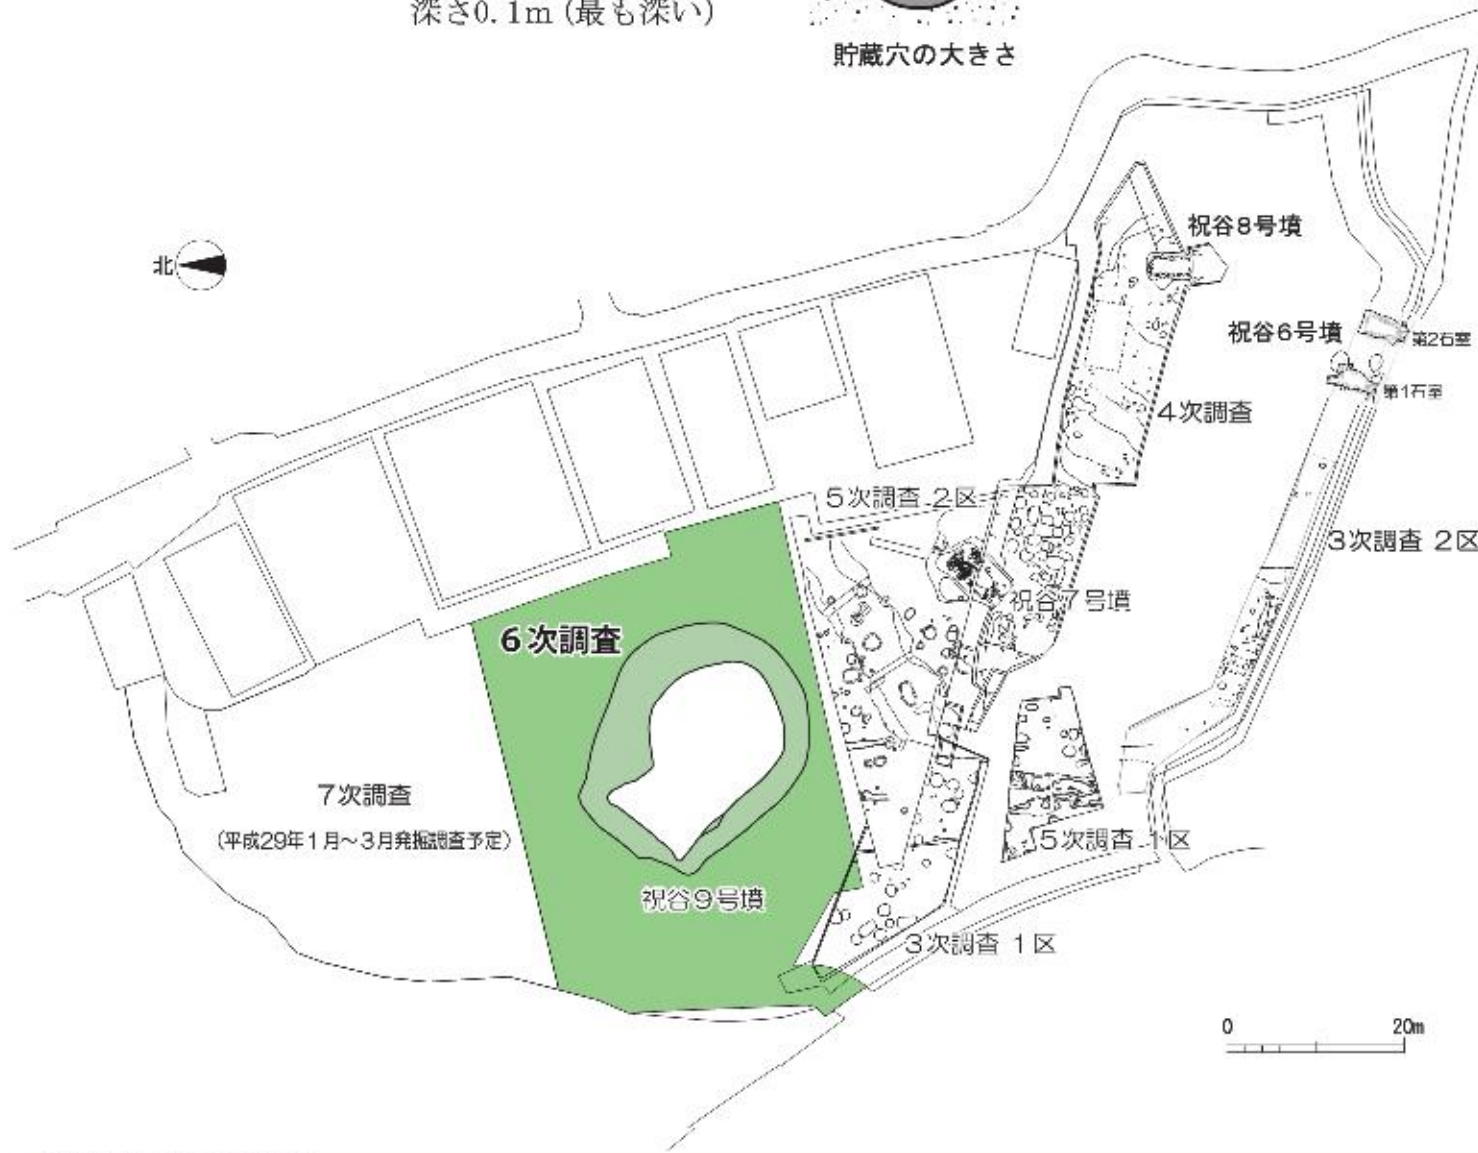 深さ0.1m (最も深い)
貯蔵穴の大きさ
北
祝谷8号墳
祝谷6号墳
第2石室
第1石室
4次調査
5次調査 2区
3次調査 2区
祝谷7号墳
6次調査
7次調査
(平成29年1月～3月発掘調査予定)
5次調査 1区
祝谷9号墳
3次調査 1区
0 20m